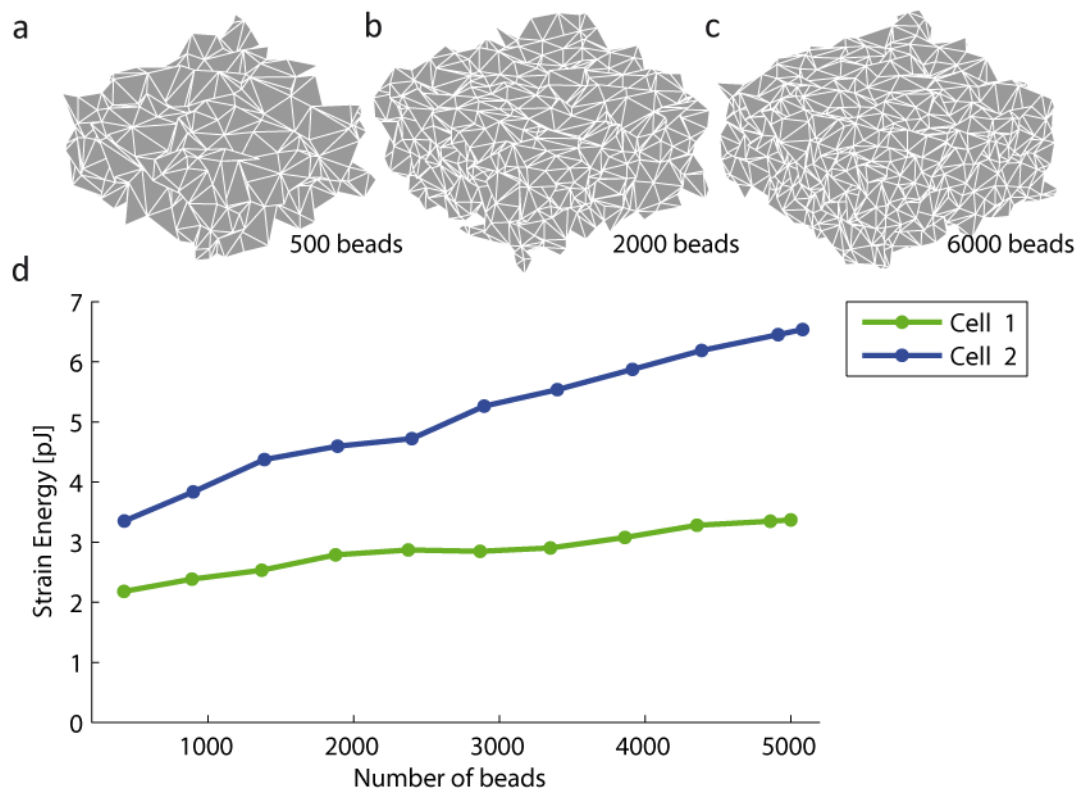 a
b
c
500 beads
2000 beads
6000 beads
d
7
6
5
4
3
2
1
0
Strain Energy [pJ]
1000 2000 3000 4000 5000
Number of beads
Cell 1
Cell 2